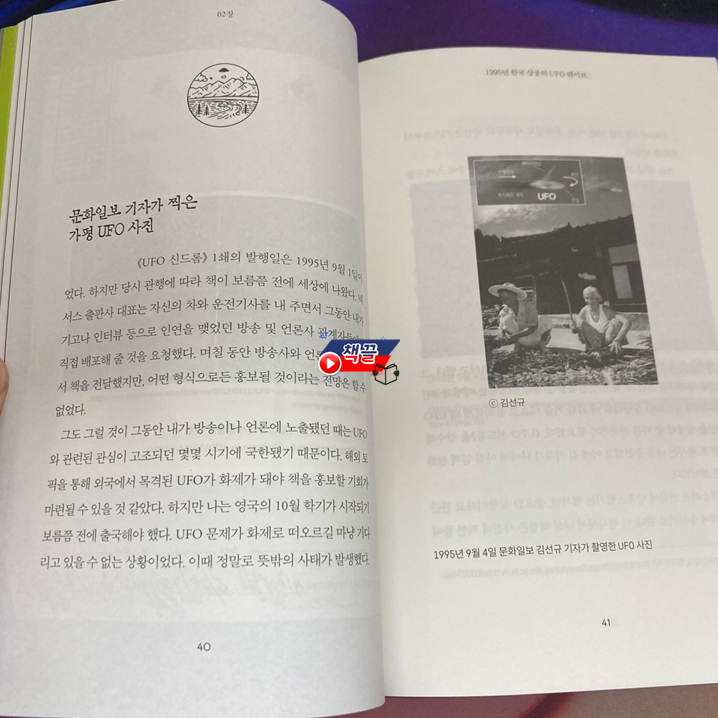 02장
문화일보 기자가 찍은
가평 UFO 사진
《UFO 신드롬》 1쇄의 발행일은 1995년 9월 1일이
었다. 하지만 당시 관행에 따라 책이 보름쯤 전에 세상에 나왔다. 넥
서스 출판사 대표는 자신의 차와 운전기사를 내 주면서 그동안 내가
기고나 인터뷰 등으로 인연을 맺었던 방송 및 언론사 관계자들에게
직접 배포해 줄 것을 요청했다. 며칠 동안 방송사와
서 책을 전달했지만, 어떤 형식으로든 홍보될 것이라는 전망은 할 수
없었다.
그도 그럴 것이 그동안 내가 방송이나 언론에 노출됐던 때는 UFO
와 관련된 관심이 고조되던 몇몇 시기에 국한됐기 때문이다. 해외 토
픽을 통해 외국에서 목격된 UFO가 화제가 돼야 책을 홍보할 기회가
마련될 수 있을 것 같았다. 하지만 나는 영국의 10월 학기가 시작되기
보름쯤 전에 출국해야 했다. UFO 문제가 화제로 떠오르길 마냥 기다
리고 있을 수 없는 상황이었다. 이때 정말로 뜻밖의 사태가 발생했다.
40
책끌
1995년 한국 상공의 UFO 웨이브
UFO
ⓒ 김선규
1995년 9월 4일 문화일보 김선규 기자가 촬영한 UFO 사진
41